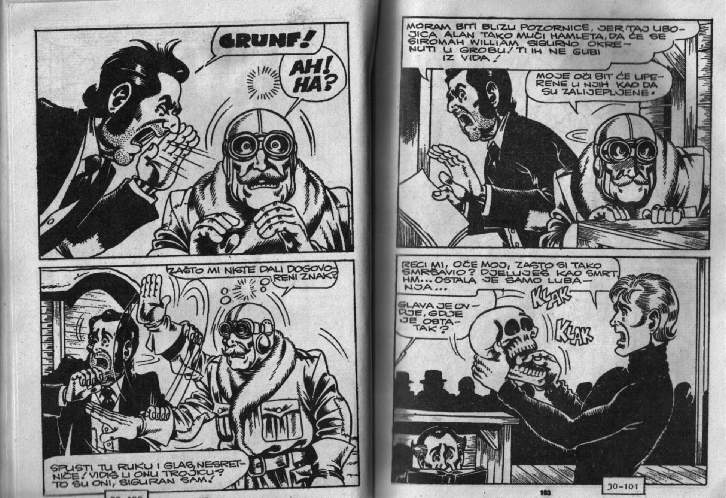 GRUNF!
AH!
HA?
ZAŠTO MI NISTE DALI DOGOVO-
RENI ZNAK?
SPUSTI TU RUKU I GLAS, NESRET-
NIČE! VIDIŠ LI ONU TROJKU?
TO SU ONI, SIGURAN SAM!
MORAM BITI BLIZU POZORNICE, JER TAJ UBO-
JICA ALAN TAKO MUČI HAMLETA, DA ĆE SE
SIROMAH WILLIAM SIGURNO OKRE-
NUTI U GROBU! TI IH NE GUBI
IZ VIDA!
MOJE OČI BIT ĆE UPE-
RENE U NJIH KAO DA
SU ZALIJEPLJENE.
RECI MI, OČE MOJ, ZAŠTO SI TAKO
SMRŠAVIO? DJELUJEŠ KAO SMRT
HM... OSTALA JE SAMO LUBA-
NJA...
KLAK
KLAK
GLAVA JE OV-
DJE, GDJE
JE OSTA-
TAK?
103
30-101